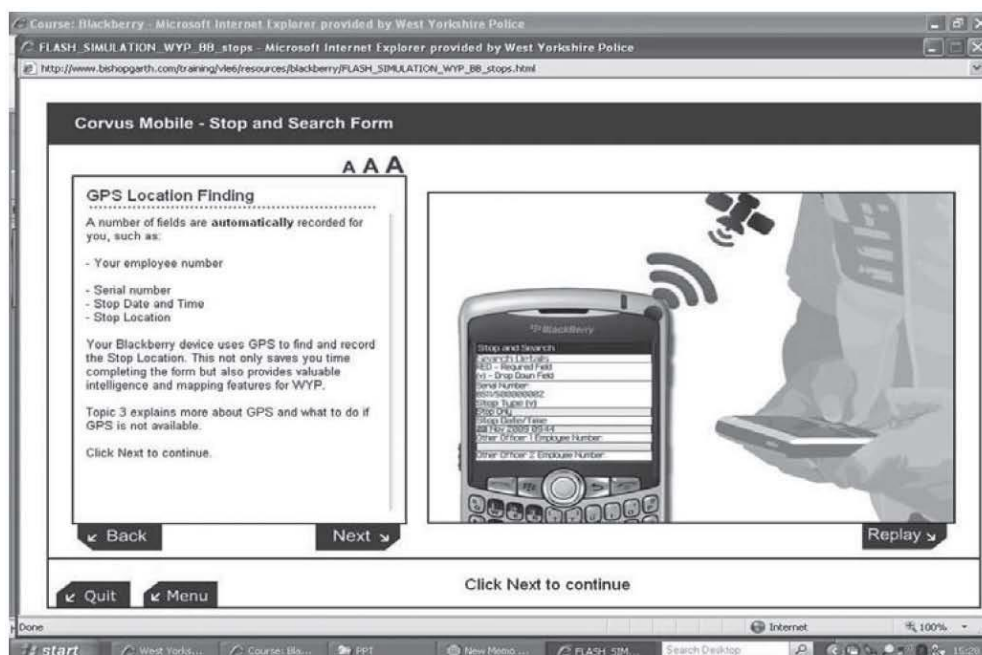 Course: Blackberry - Microsoft Internet Explorer provided by West Yorkshire Police
FLASH_SIMULATION_WYP_BB_stops - Microsoft Internet Explorer provided by West Yorkshire Police
http://www.bishopgarth.com/training/vle6/resources/blackberry/FLASH_SIMULATION_WYP_BB_stops.html
Corvus Mobile - Stop and Search Form
A A A
GPS Location Finding
A number of fields are automatically recorded for
you, such as:
- Your employee number
- Serial number
- Stop Date and Time
- Stop Location
Your Blackberry device uses GPS to find and record
the Stop Location. This not only saves you time
completing the form but also provides valuable
intelligence and mapping features for WYP.
Topic 3 explains more about GPS and what to do if
GPS is not available.
Click Next to continue.
BlackBerry
Stop and Search
Search Details
RED - Required Field
(v) - Drop Down Field
Serial Number
Stop Type (v)
Stop Only
Stop Date/Time
Nov 2009 09:44
Other Officer 1 Employee Number:
Other Officer 2 Employee Number:
Back
Next
Replay
Click Next to continue
Quit
Menu
Done
Internet
100%
start
West Yorks...
Course: Bla...
PPT
New Memo ...
FLASH_SIM...
Search Desktop
15:20